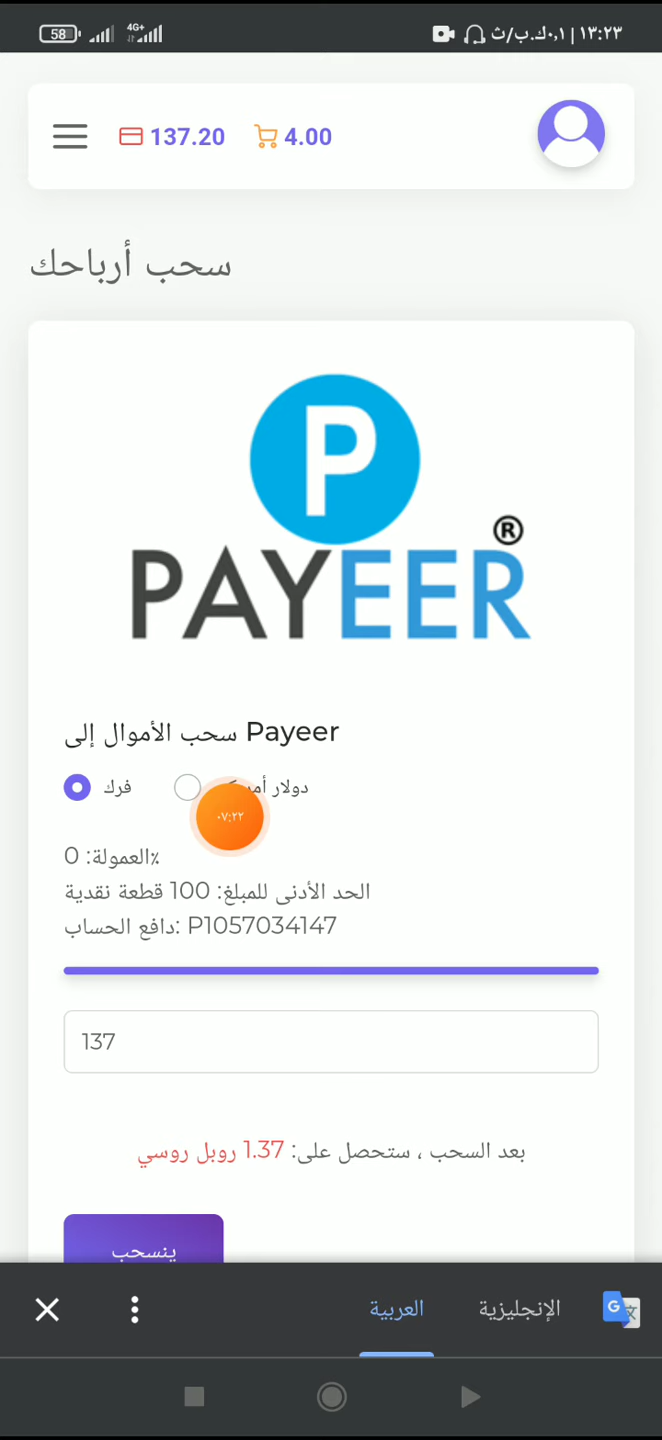 58 4G+ ٠,١ك.ب/ث | ١٣:٢٣
137.20 4.00
سحب أرباحك
P
PAYEER®
سحب الأموال إلى Payeer
فرك دولار
٠٧:٢٢
العمولة: 0٪
الحد الأدنى للمبلغ: 100 قطعة نقدية
دافع الحساب: P1057034147
137
بعد السحب ، ستحصل على: 1.37 روبل روسي
ينسحب
العربية الإنجليزية G 文